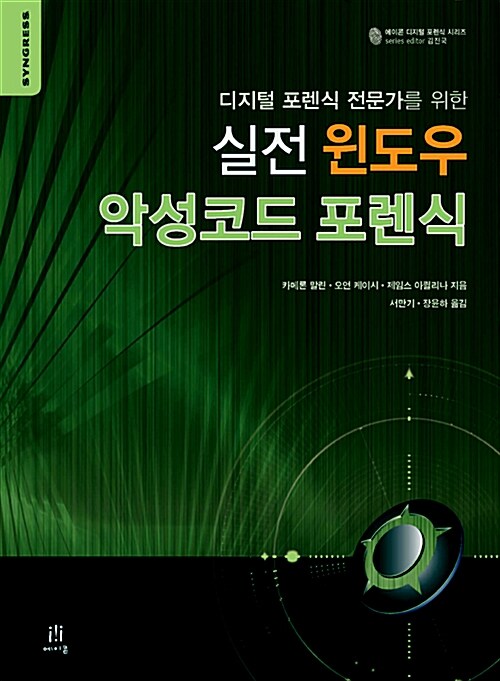 SYNGRESS
에이콘 디지털 포렌식 시리즈
series editor 김진국
디지털 포렌식 전문가를 위한
실전 윈도우
악성코드 포렌식
카메론 말린 • 오언 케이시 • 제임스 아퀼리나 지음
서만기 • 장윤하 옮김
에이콘